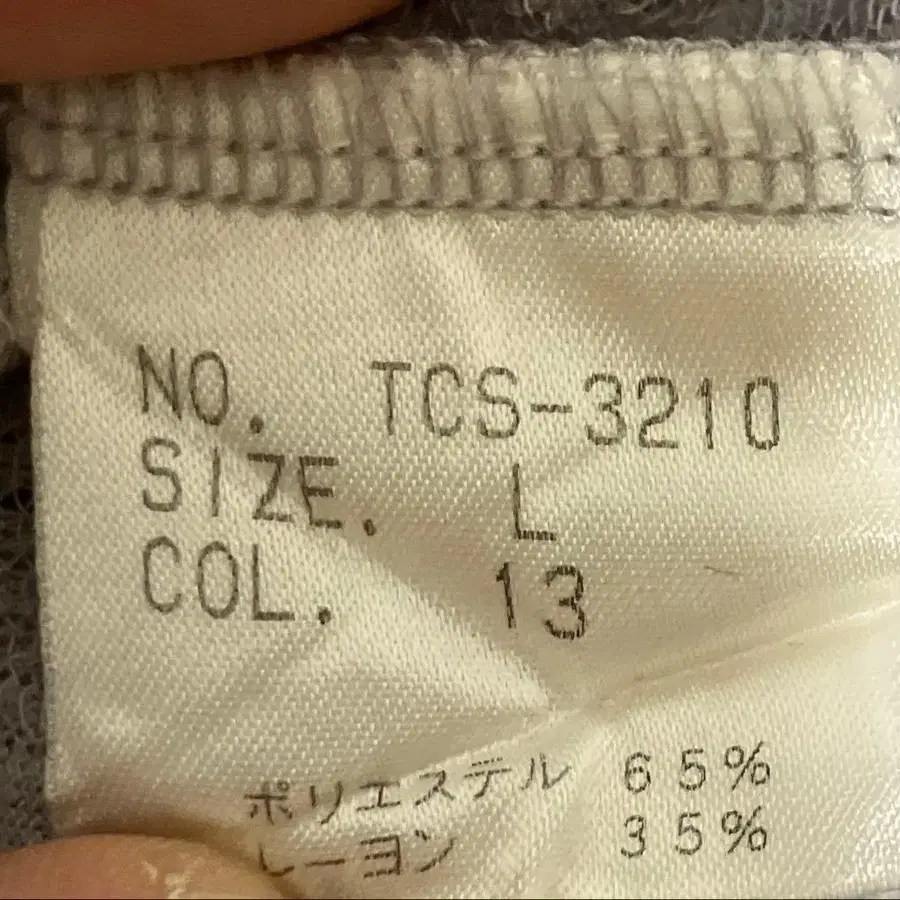 NO. TCS-3210
SIZE. L
COL. 13
ポリエステル 65%
レーヨン 35%